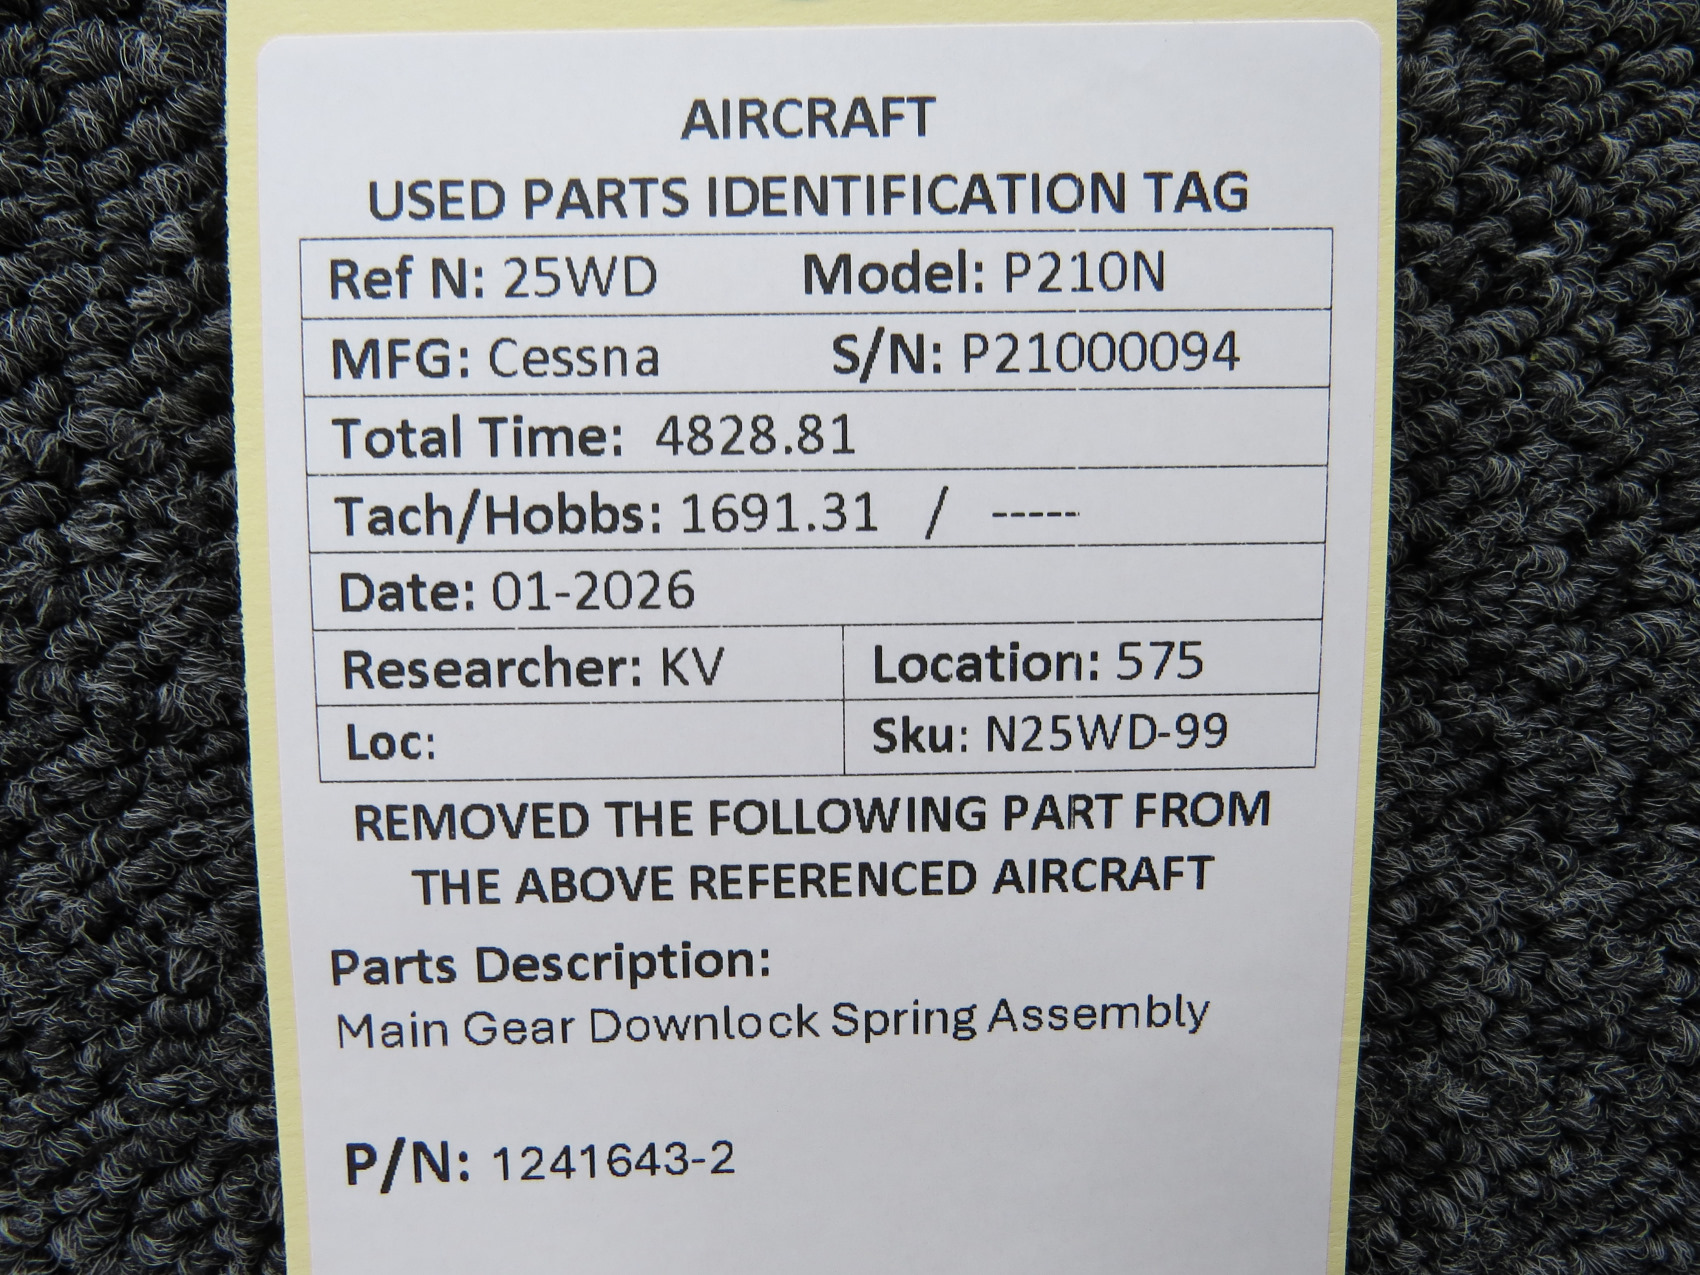 AIRCRAFT
USED PARTS IDENTIFICATION TAG
Ref N: 25WD Model: P210N
MFG: Cessna S/N: P21000094
Total Time: 4828.81
Tach/Hobbs: 1691.31 / -----
Date: 01-2026
Researcher: KV Location: 575
Loc: Sku: N25WD-99
REMOVED THE FOLLOWING PART FROM
THE ABOVE REFERENCED AIRCRAFT
Parts Description:
Main Gear Downlock Spring Assembly
P/N: 1241643-2